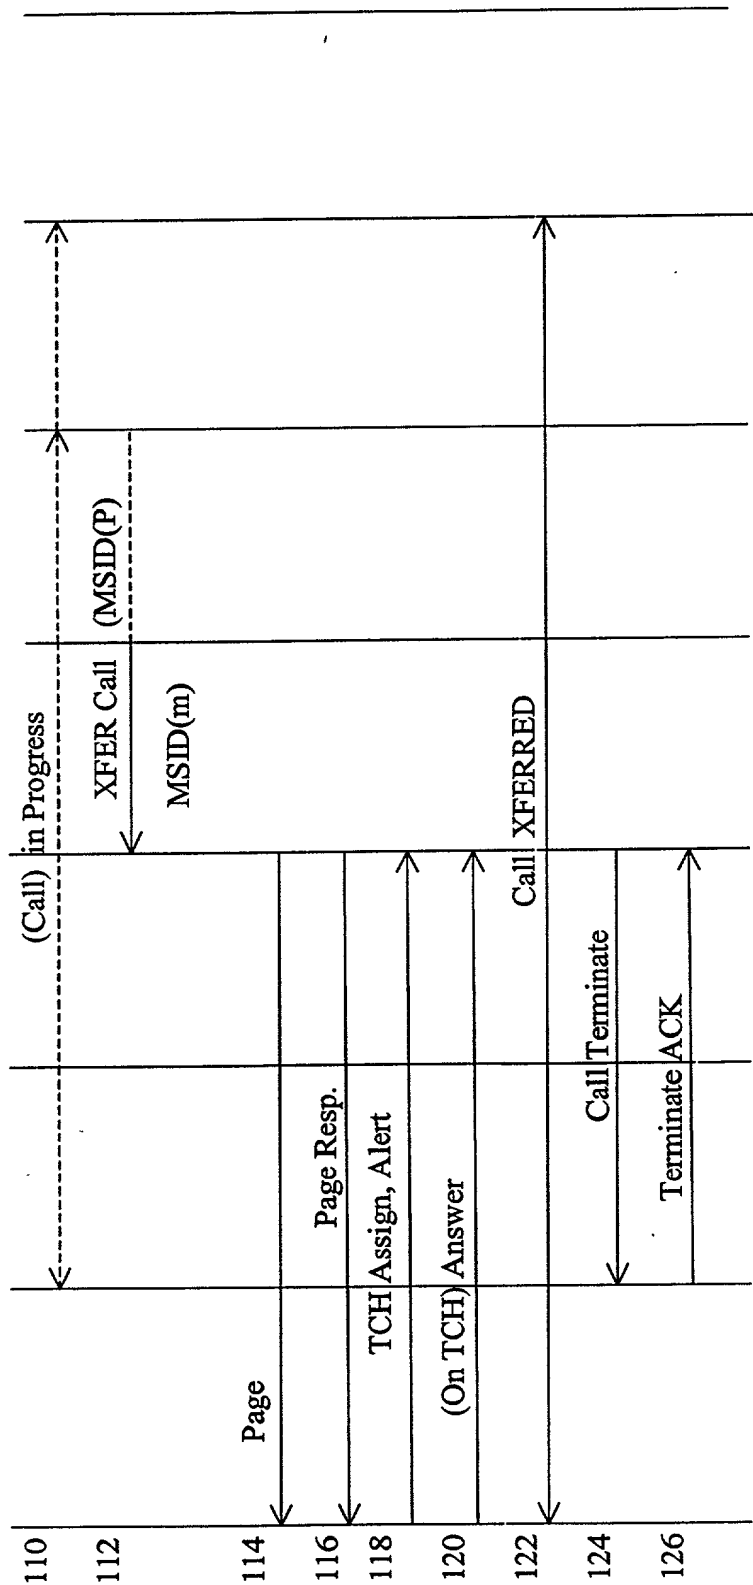 110
(Call) in Progress
112
XFER Call (MSID(P)
MSID(m)
114
Page
116
Page Resp.
118
TCH Assign, Alert
120
(On TCH) Answer
122
Call XFERRED
124
Call Terminate
126
Terminate ACK